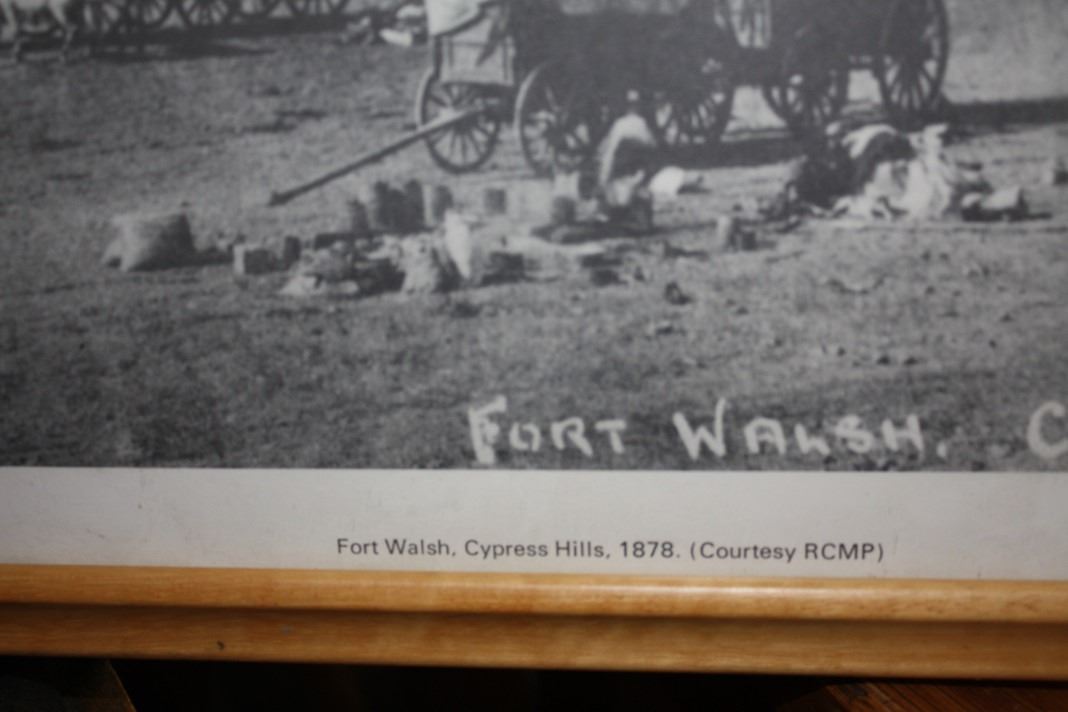 FORT WALSH. C
Fort Walsh, Cypress Hills, 1878. (Courtesy RCMP)